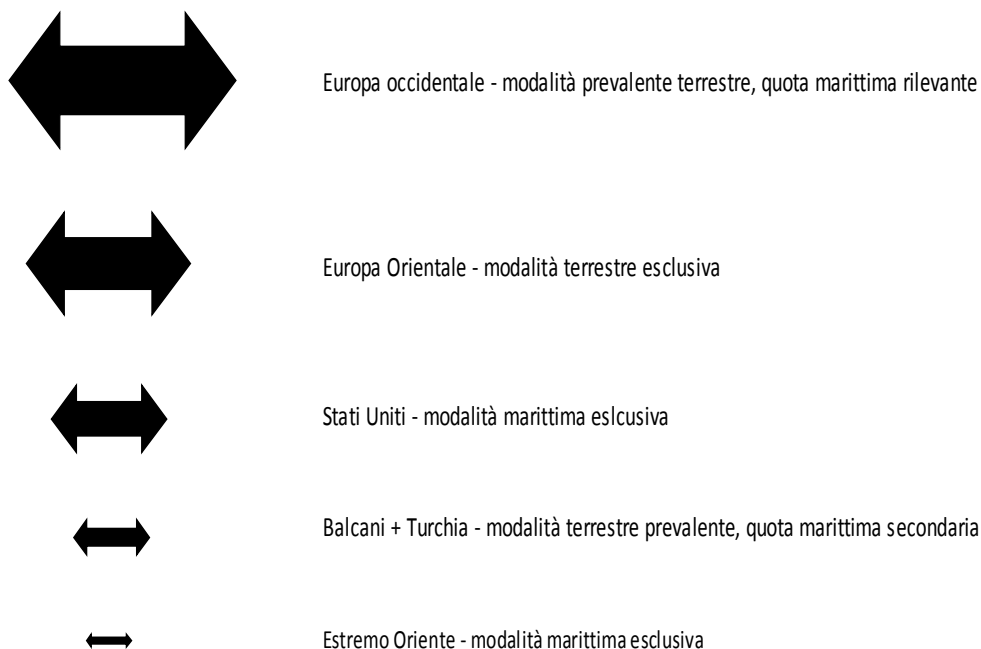 Europa occidentale - modalità prevalente terrestre, quota marittima rilevante
Europa Orientale - modalità terrestre esclusiva
Stati Uniti - modalità marittima eslcusiva
Balcani + Turchia - modalità terrestre prevalente, quota marittima secondaria
Estremo Oriente - modalità marittima esclusiva